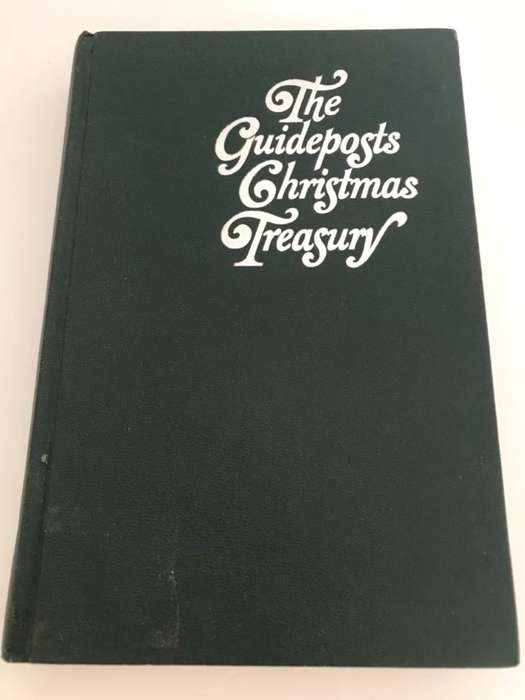 The
Guideposts
Christmas
Treasury